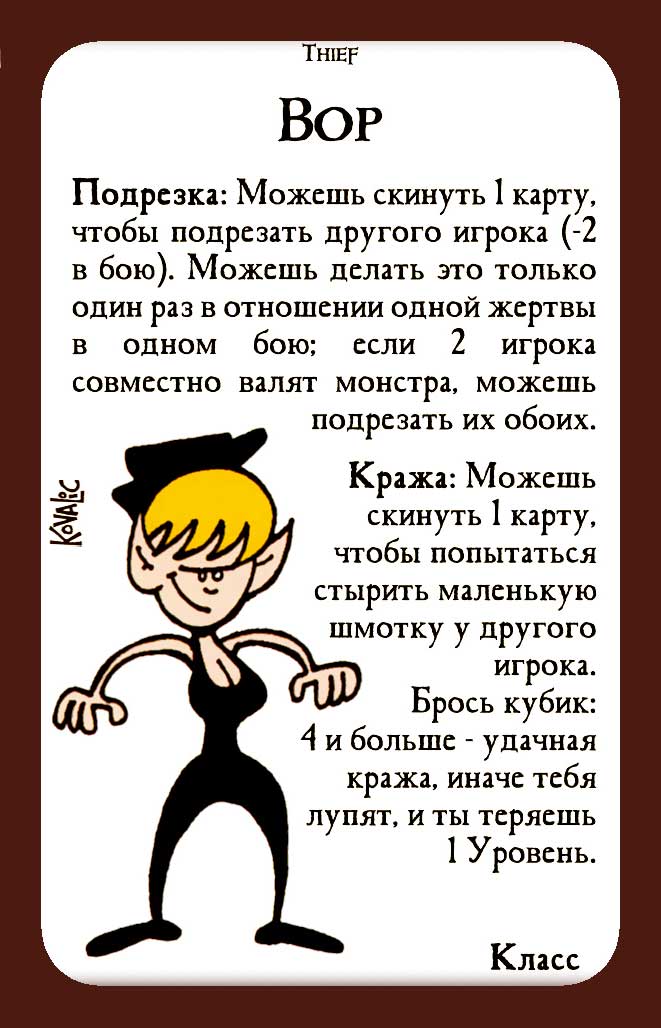 Thief
Вор
Подрезка: Можешь скинуть 1 карту,
чтобы подрезать другого игрока (-2
в бою). Можешь делать это только
один раз в отношении одной жертвы
в одном бою; если 2 игрока
совместно валят монстра, можешь
подрезать их обоих.
Kovalic
Кража: Можешь
скинуть 1 карту,
чтобы попытаться
стырить маленькую
шмотку у другого
игрока.
Брось кубик:
4 и больше - удачная
кража, иначе тебя
лупят, и ты теряешь
1 Уровень.
Класс